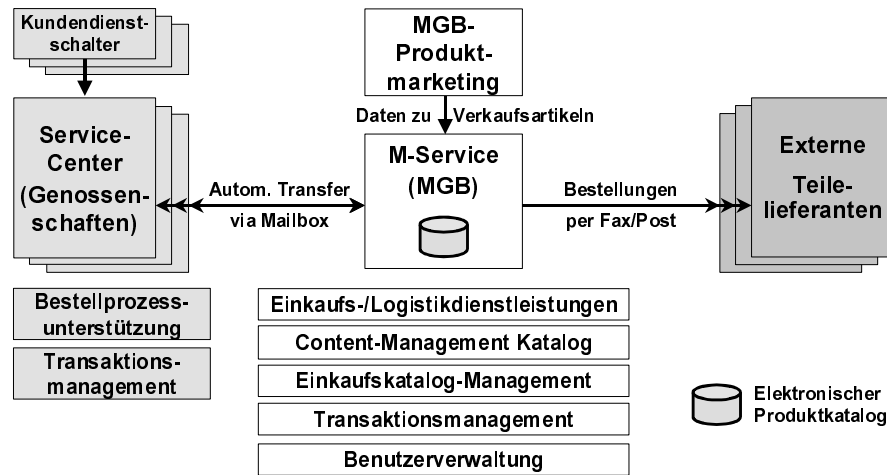 Kundendienst-
schalter
MGB-
Produkt-
marketing
Daten zu Verkaufsartikeln
Service-
Center
(Genossen-
schaften)
Autom. Transfer
via Mailbox
M-Service
(MGB)
Bestellungen
per Fax/Post
Externe
Teile-
lieferanten
Bestellprozess-
unterstützung
Transaktions-
management
Einkaufs-/Logistikdienstleistungen
Content-Management Katalog
Einkaufskatalog-Management
Transaktionsmanagement
Benutzerverwaltung
Elektronischer
Produktkatalog